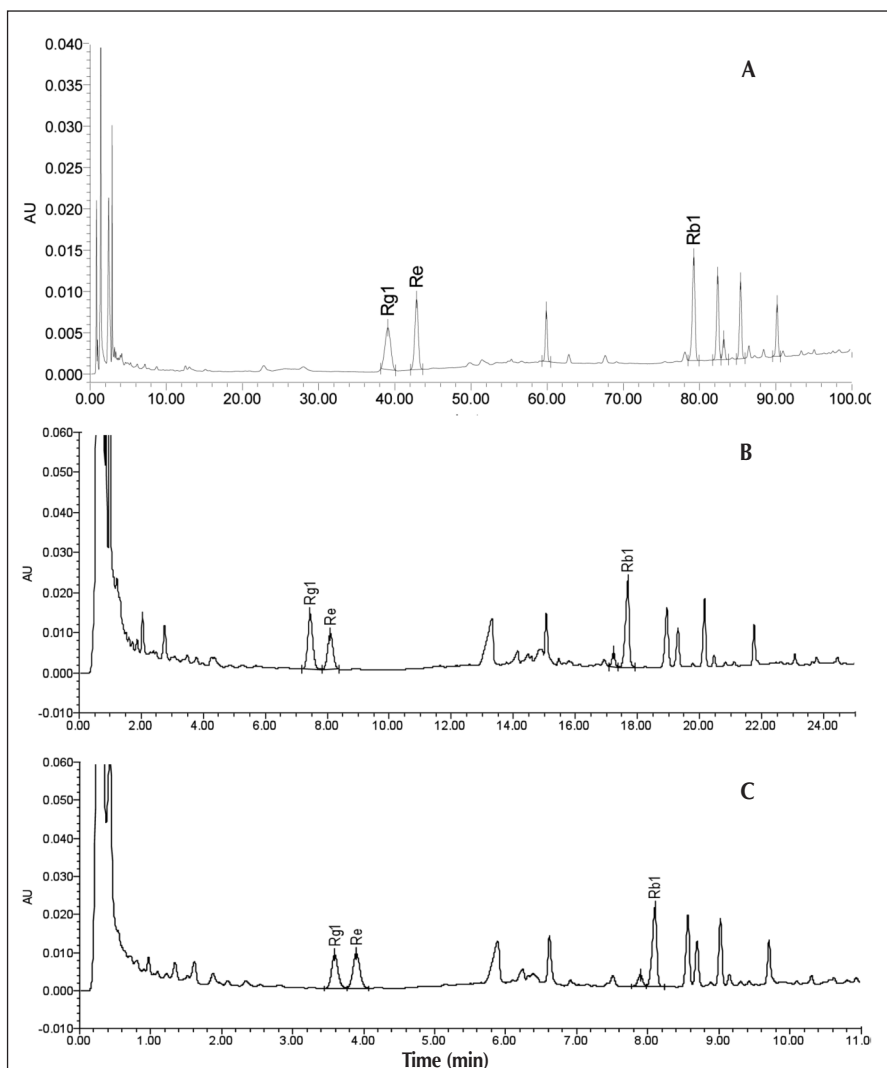 A
0.040
0.030
0.020
0.010
0.005
0.000
0.015
0.025
0.035
AU
Rg1
Re
Rb1
0.00 10.00 20.00 30.00 40.00 50.00 60.00 70.00 80.00 90.00 100.00
B
0.060
0.050
0.040
0.030
0.020
0.010
0.000
-0.010
AU
Rg1
Re
Rb1
0.00 2.00 4.00 6.00 8.00 10.00 12.00 14.00 16.00 18.00 20.00 22.00 24.00
C
0.060
0.050
0.040
0.030
0.020
0.010
0.000
-0.010
AU
Rg1
Re
Rb1
0.00 1.00 2.00 3.00 4.00 5.00 6.00 7.00 8.00 9.00 10.00 11.00
Time (min)